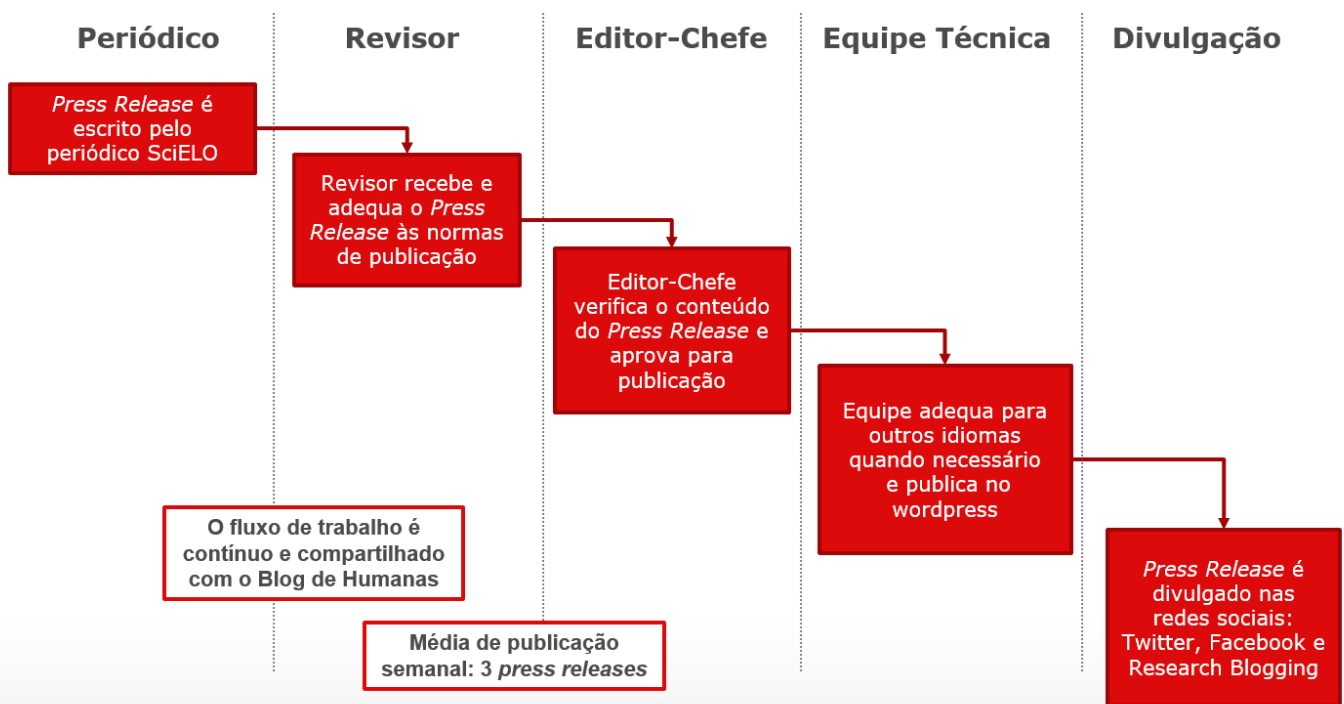 Periódico
Revisor
Editor-Chefe
Equipe Técnica
Divulgação
Press Release é
escrito pelo
periódico SciELO
Revisor recebe e
adequa o Press
Release às normas
de publicação
Editor-Chefe
verifica o conteúdo
do Press Release e
aprova para
publicação
Equipe adequa para
outros idiomas
quando necessário
e publica no
wordpress
Press Release é
divulgado nas
redes sociais:
Twitter, Facebook e
Research Blogging
O fluxo de trabalho é
contínuo e compartilhado
com o Blog de Humanas
Média de publicação
semanal: 3 press releases